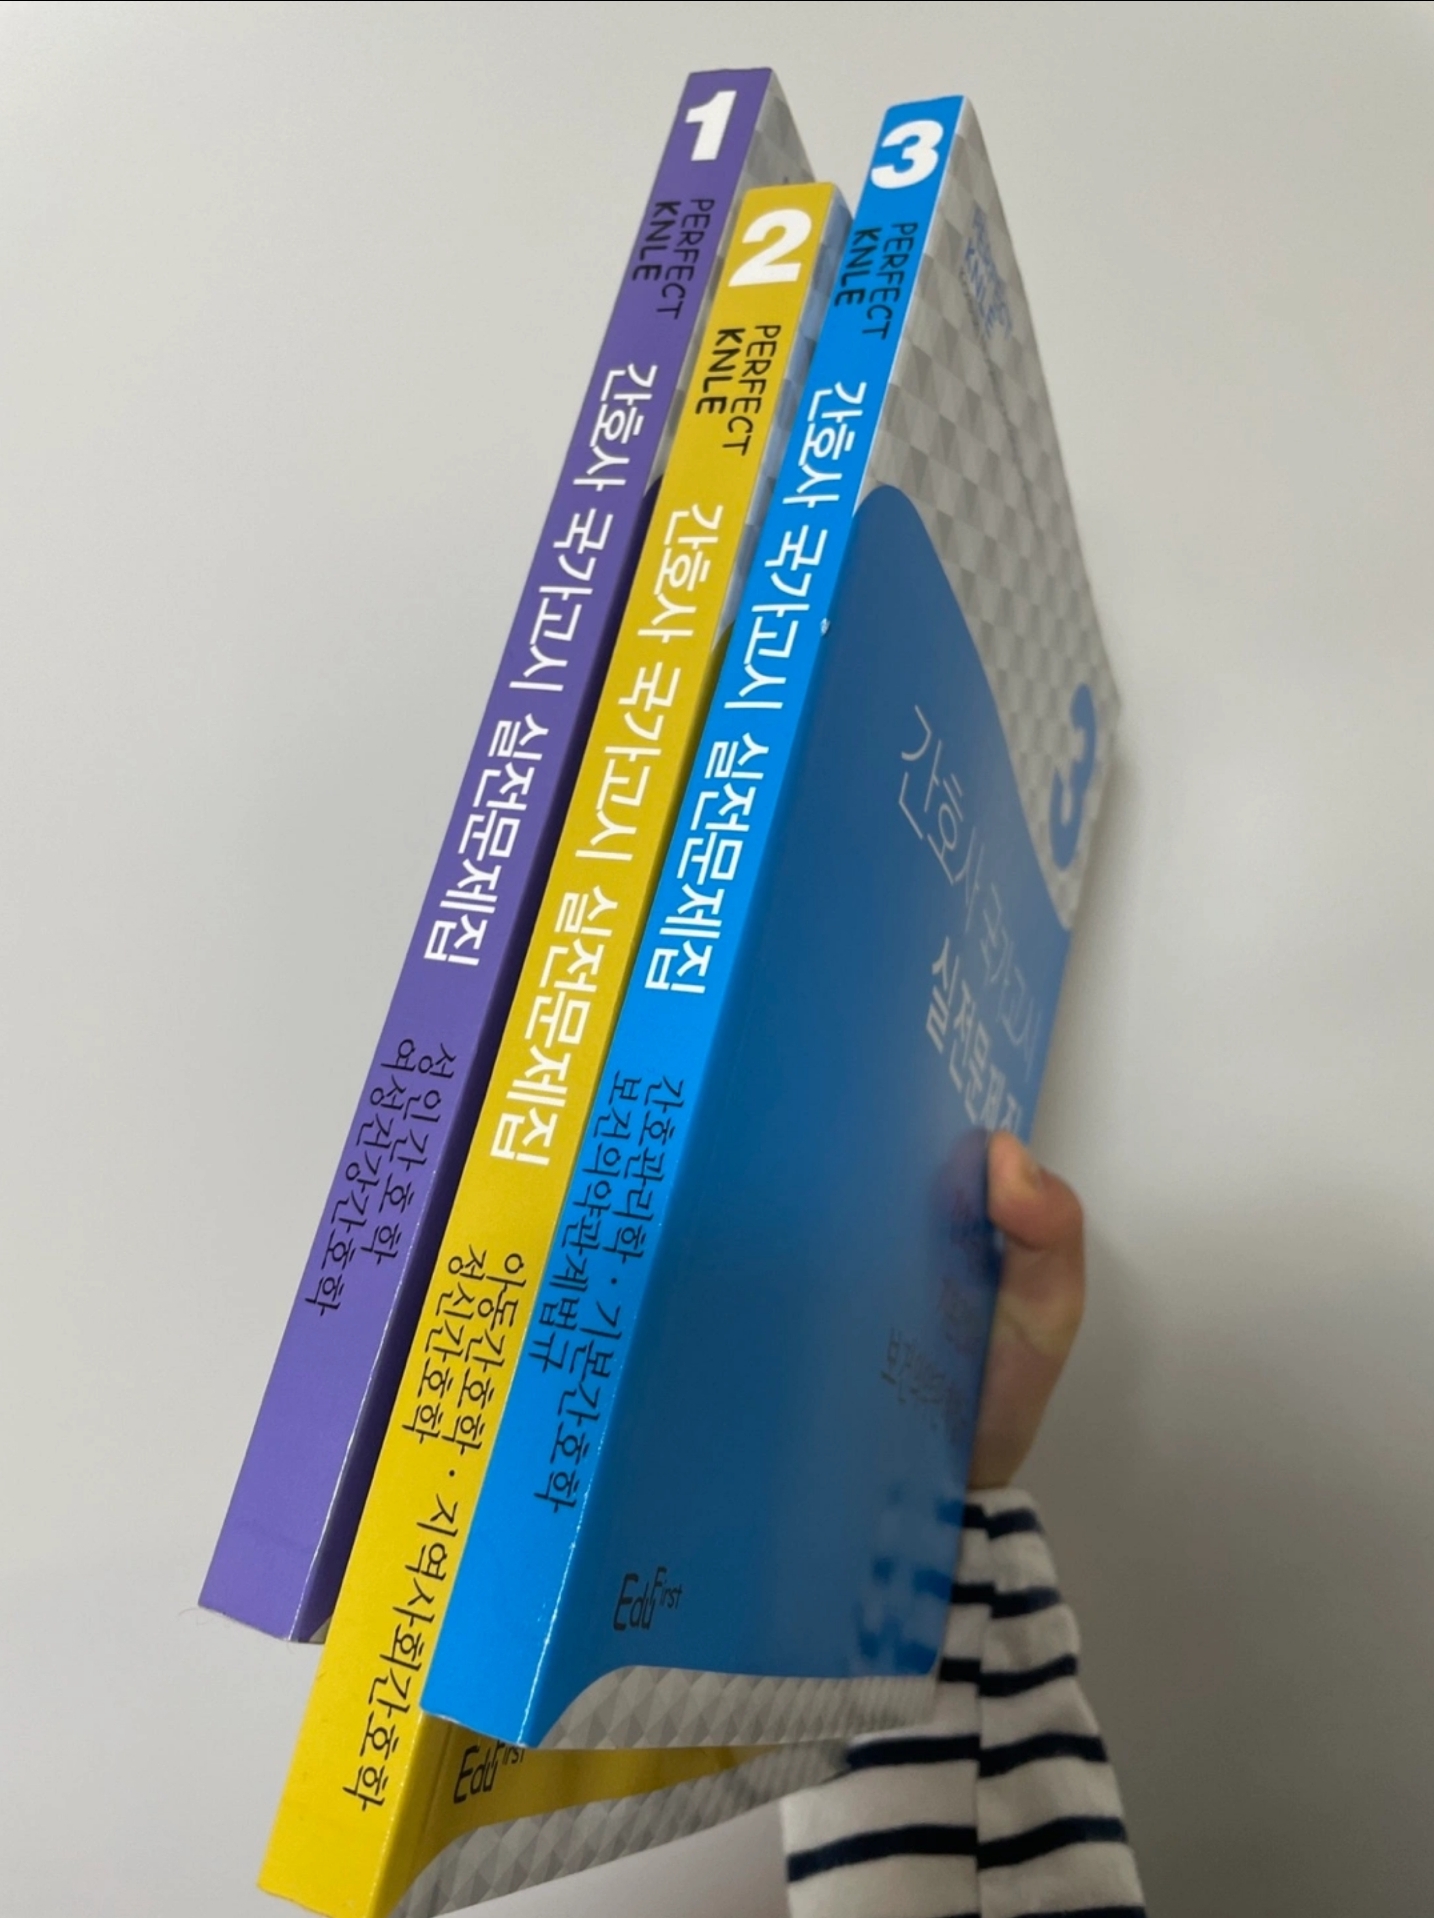 1
PERFECT
KNLE
간호사 국가고시 실전문제집
성인간호학
여성건강간호학
2
PERFECT
KNLE
간호사 국가고시 실전문제집
아동간호학 · 지역사회간호학
정신간호학
EduFirst
3
PERFECT
KNLE
간호사 국가고시 실전문제집
간호관리학 · 기본간호학
보건의약관계법규
PERFECT
KNLE
3
간호사 국가고시
실전문제집
EduFirst